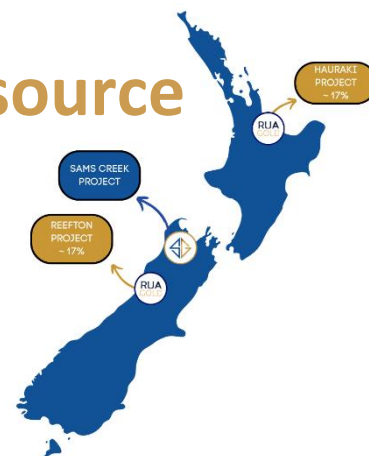 source
HAURAKI
PROJECT
~ 17%
RUA
GOLD
SAMS CREEK
PROJECT
REEFTON
PROJECT
~ 17%
RUA
GOLD